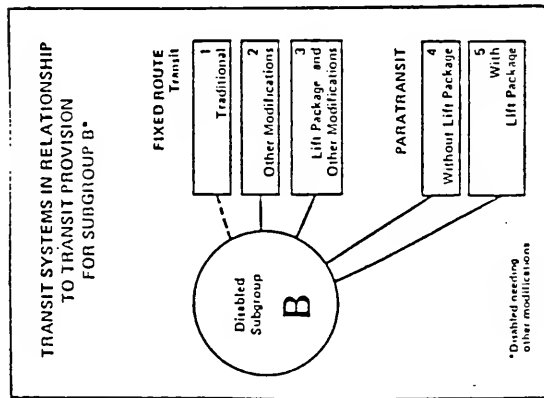 TRANSIT SYSTEMS IN RELATIONSHIP
TO TRANSIT PROVISION
FOR SUBGROUP B*
FIXED ROUTE
Transit
1
Traditional
2
Other Modifications
3
Lift Package and
Other Modifications
PARATRANSIT
4
Without Lift Package
5
With
Lift Package
Disabled
Subgroup
B
*Disabled needing
other modifications